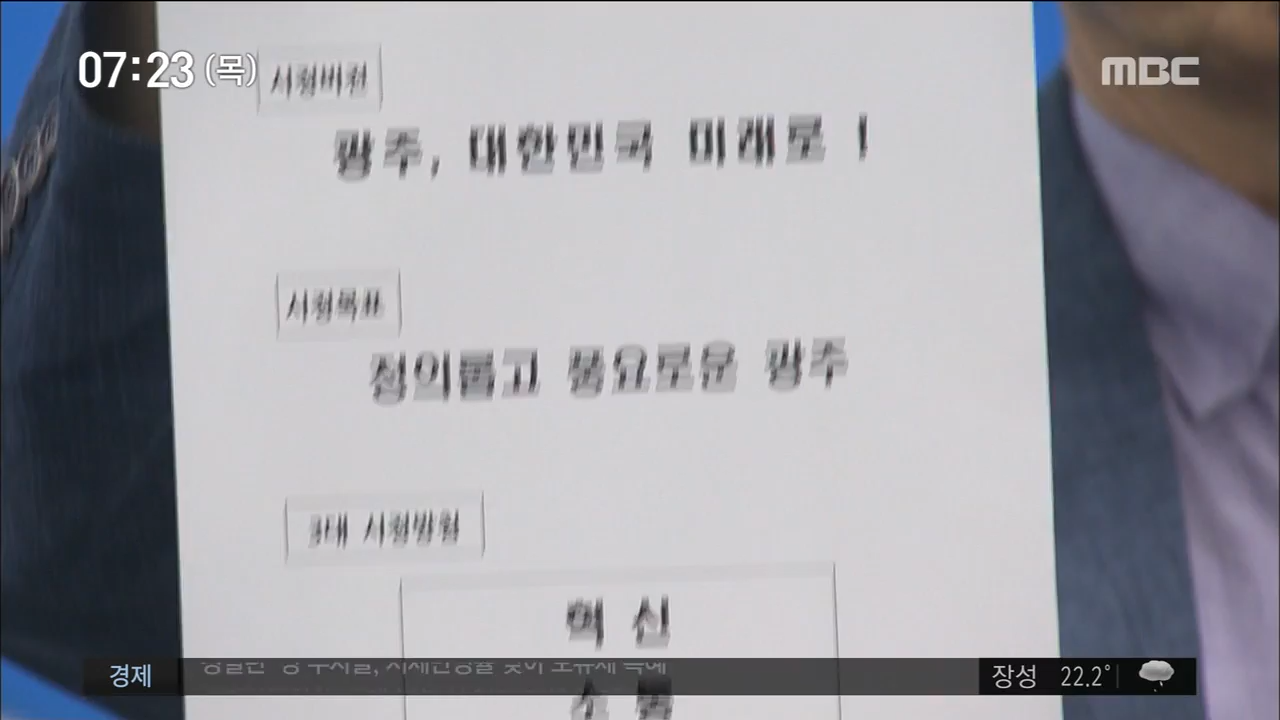 07:23 (목)
MBC
시정비전
광주, 대한민국 미래로 !
시정목표
정의롭고 풍요로운 광주
3대 시정방침
혁 신
소 통
경제
장성 22.2°